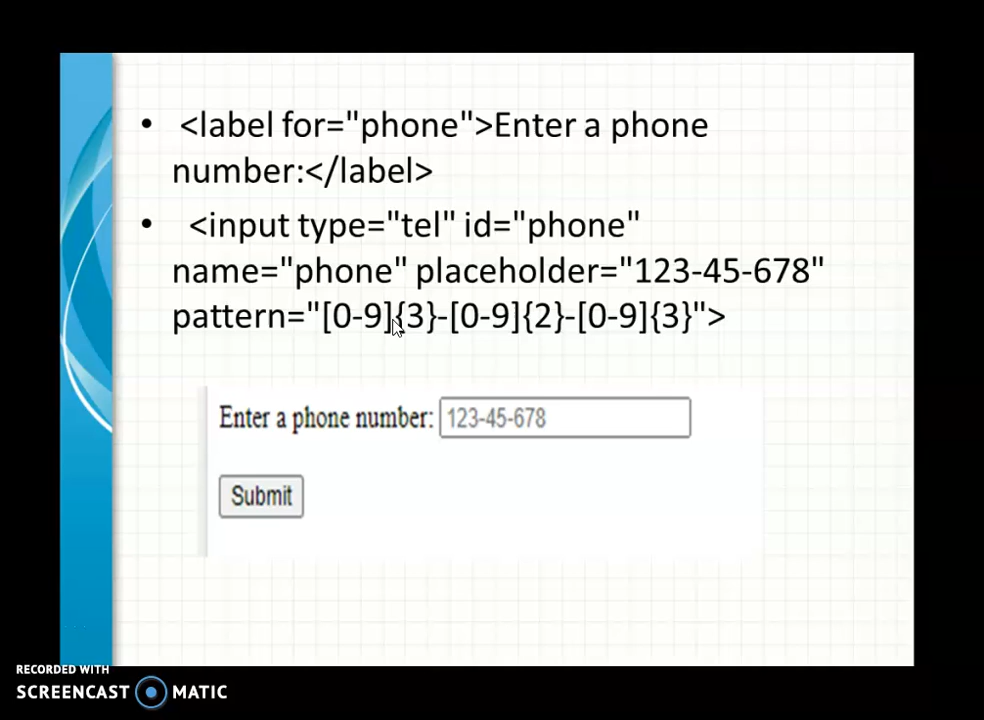 • <label for="phone">Enter a phone
number:</label>
• <input type="tel" id="phone"
name="phone" placeholder="123-45-678"
pattern="[0-9]{3}-[0-9]{2}-[0-9]{3}">
Enter a phone number: 123-45-678
Submit
RECORDED WITH
SCREENCAST MATIC